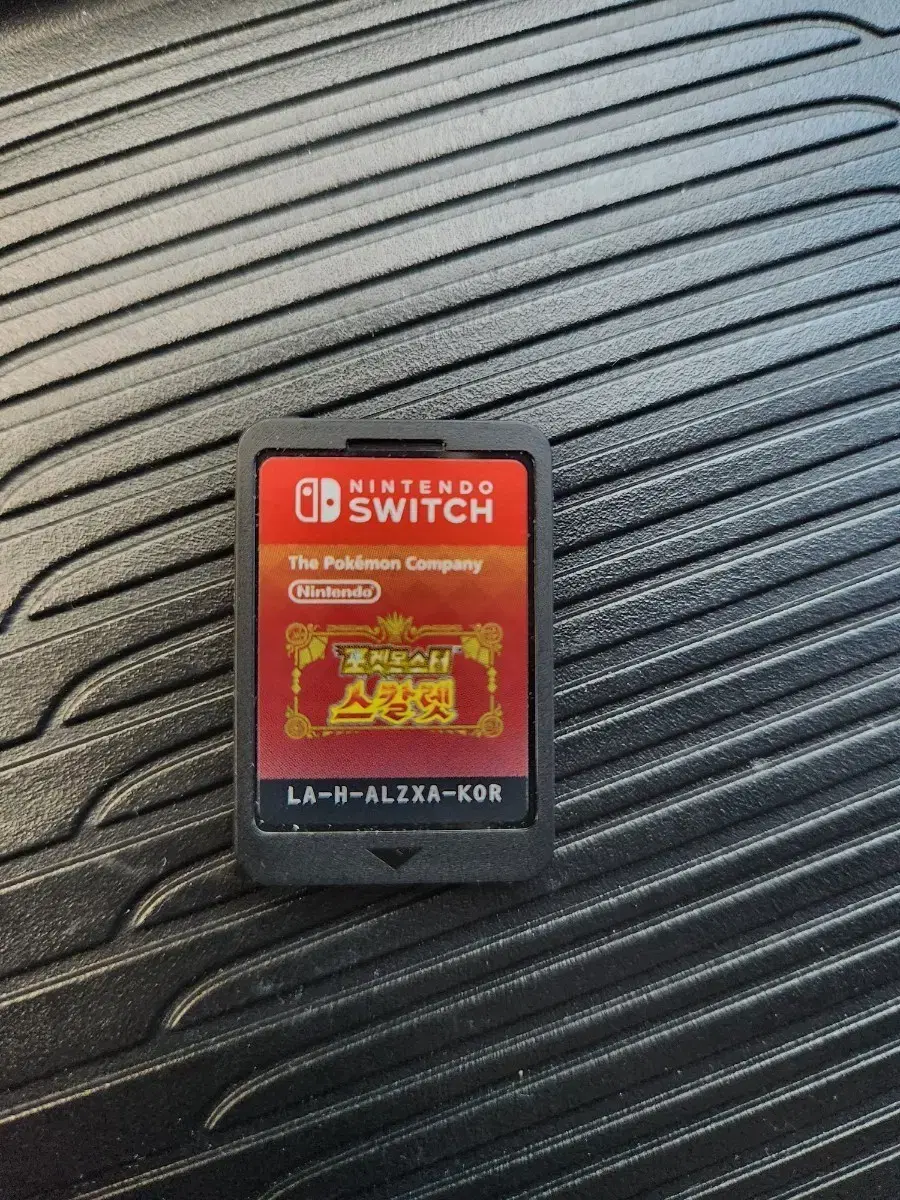 NINTENDO
SWITCH
The Pokémon Company
Nintendo
포켓몬스터
스칼렛
LA-H-ALZXA-KOR